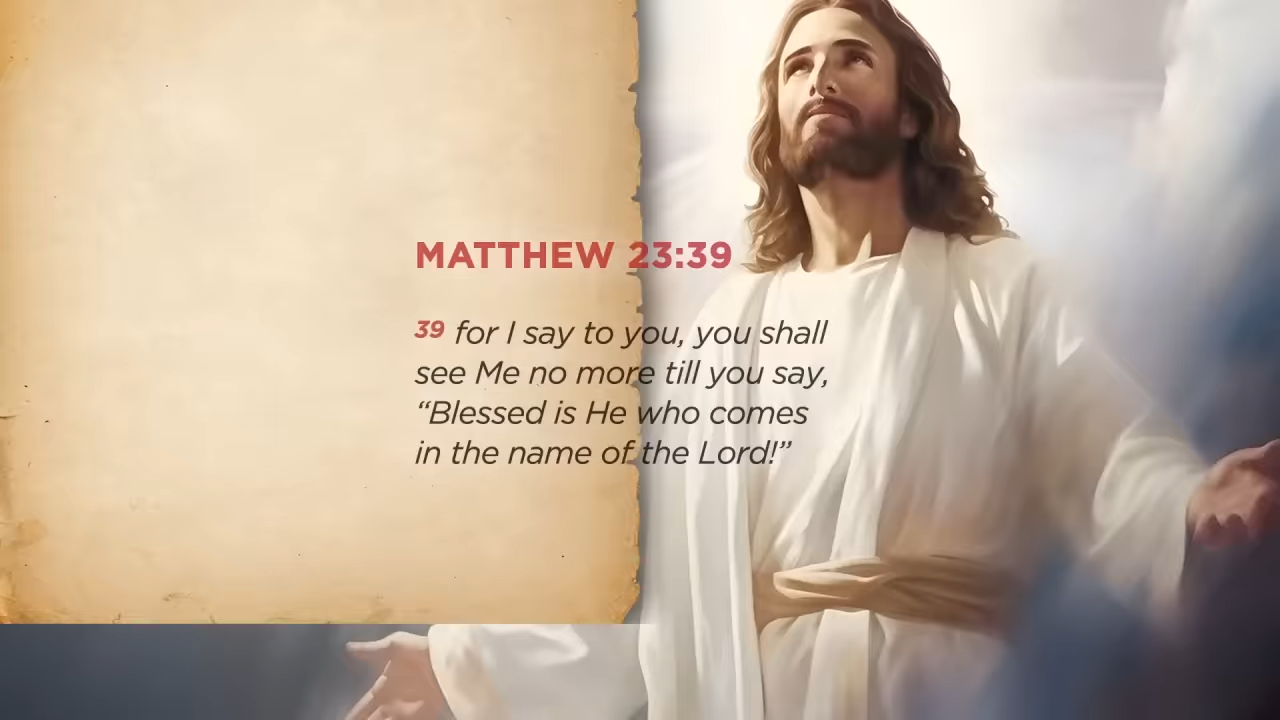 MATTHEW 23:39
39 for I say to you, you shall
see Me no more till you say,
“Blessed is He who comes
in the name of the Lord!”